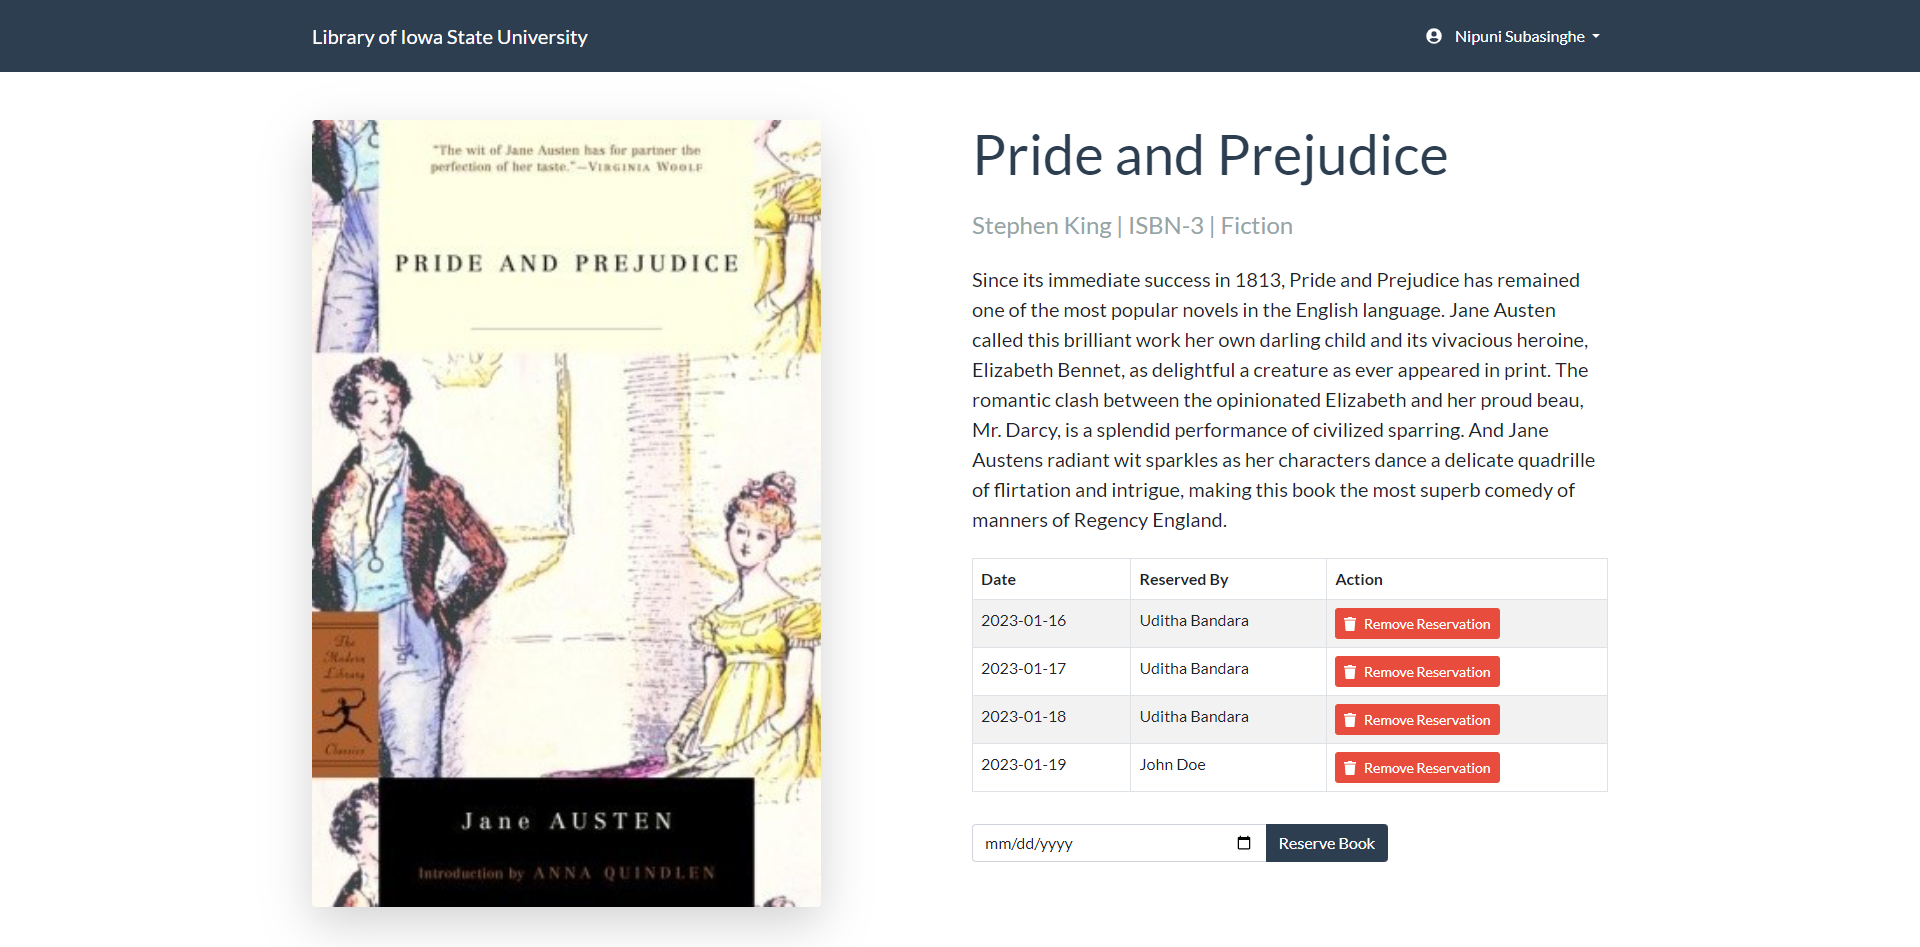 Library of Iowa State University
Nipuni Subasinghe
"The wit of Jane Austen has for partner the
perfection of her taste."—VIRGINIA WOOLF
PRIDE AND PREJUDICE
The
Modern
Library
Classics
Jane AUSTEN
Introduction by ANNA QUINDLEN
Pride and Prejudice
Stephen King | ISBN-3 | Fiction
Since its immediate success in 1813, Pride and Prejudice has remained
one of the most popular novels in the English language. Jane Austen
called this brilliant work her own darling child and its vivacious heroine,
Elizabeth Bennet, as delightful a creature as ever appeared in print. The
romantic clash between the opinionated Elizabeth and her proud beau,
Mr. Darcy, is a splendid performance of civilized sparring. And Jane
Austens radiant wit sparkles as her characters dance a delicate quadrille
of flirtation and intrigue, making this book the most superb comedy of
manners of Regency England.
Date Reserved By Action
2023-01-16 Uditha Bandara Remove Reservation
2023-01-17 Uditha Bandara Remove Reservation
2023-01-18 Uditha Bandara Remove Reservation
2023-01-19 John Doe Remove Reservation
mm/dd/yyyy Reserve Book